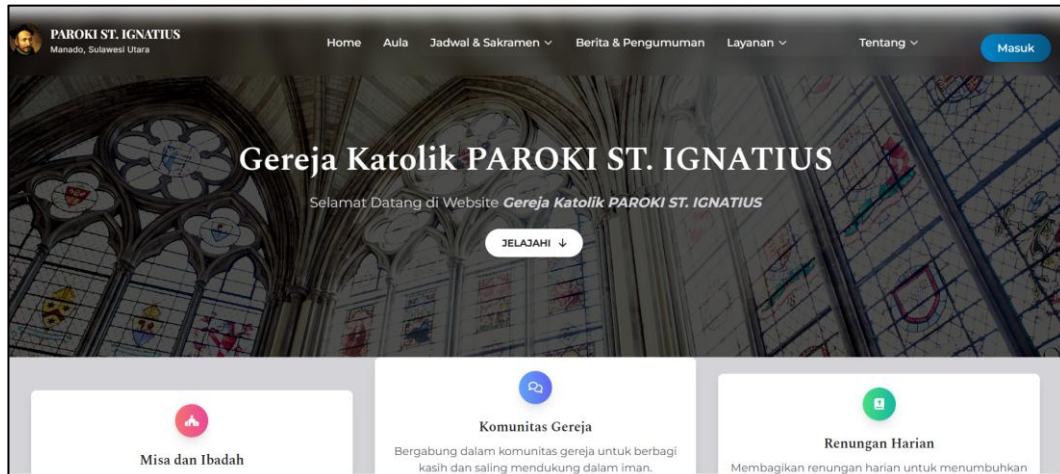 PAROKI ST. IGNATIUS
Manado, Sulawesi Utara
Home Aula Jadwal & Sakramen Berita & Pengumuman Layanan Tentang Masuk
Gereja Katolik PAROKI ST. IGNATIUS
Selamat Datang di Website Gereja Katolik PAROKI ST. IGNATIUS
JELAJAHI ↓
Misa dan Ibadah
Komunitas Gereja
Bergabung dalam komunitas gereja untuk berbagi
kasih dan saling mendukung dalam iman.
Renungan Harian
Membagikan renungan harian untuk menumbuhkan